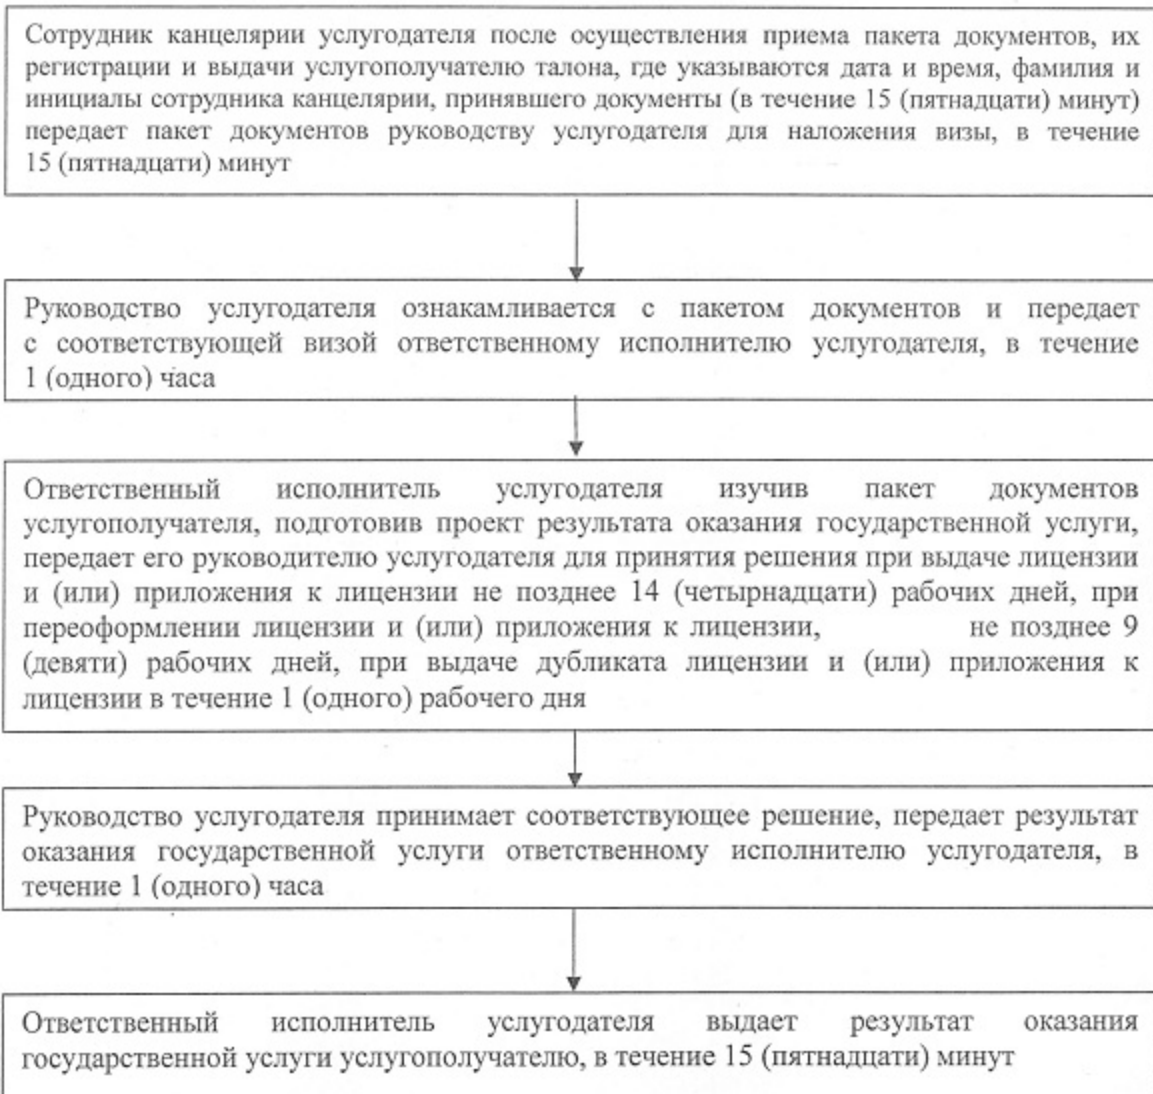 Сотрудник канцелярии услугодателя после осуществления приема пакета документов, их
регистрации и выдачи услугополучателю талона, где указываются дата и время, фамилия и
инициалы сотрудника канцелярии, принявшего документы (в течение 15 (пятнадцати) минут)
передает пакет документов руководству услугодателя для наложения визы, в течение
15 (пятнадцати) минут
Руководство услугодателя ознакамливается с пакетом документов и передает
с соответствующей визой ответственному исполнителю услугодателя, в течение
1 (одного) часа
Ответственный исполнитель услугодателя изучив пакет документов
услугополучателя, подготовив проект результата оказания государственной услуги,
передает его руководителю услугодателя для принятия решения при выдаче лицензии
и (или) приложения к лицензии не позднее 14 (четырнадцати) рабочих дней, при
переоформлении лицензии и (или) приложения к лицензии, не позднее 9
(девяти) рабочих дней, при выдаче дубликата лицензии и (или) приложения к
лицензии в течение 1 (одного) рабочего дня
Руководство услугодателя принимает соответствующее решение, передает результат
оказания государственной услуги ответственному исполнителю услугодателя, в
течение 1 (одного) часа
Ответственный исполнитель услугодателя выдает результат оказания
государственной услуги услугополучателю, в течение 15 (пятнадцати) минут